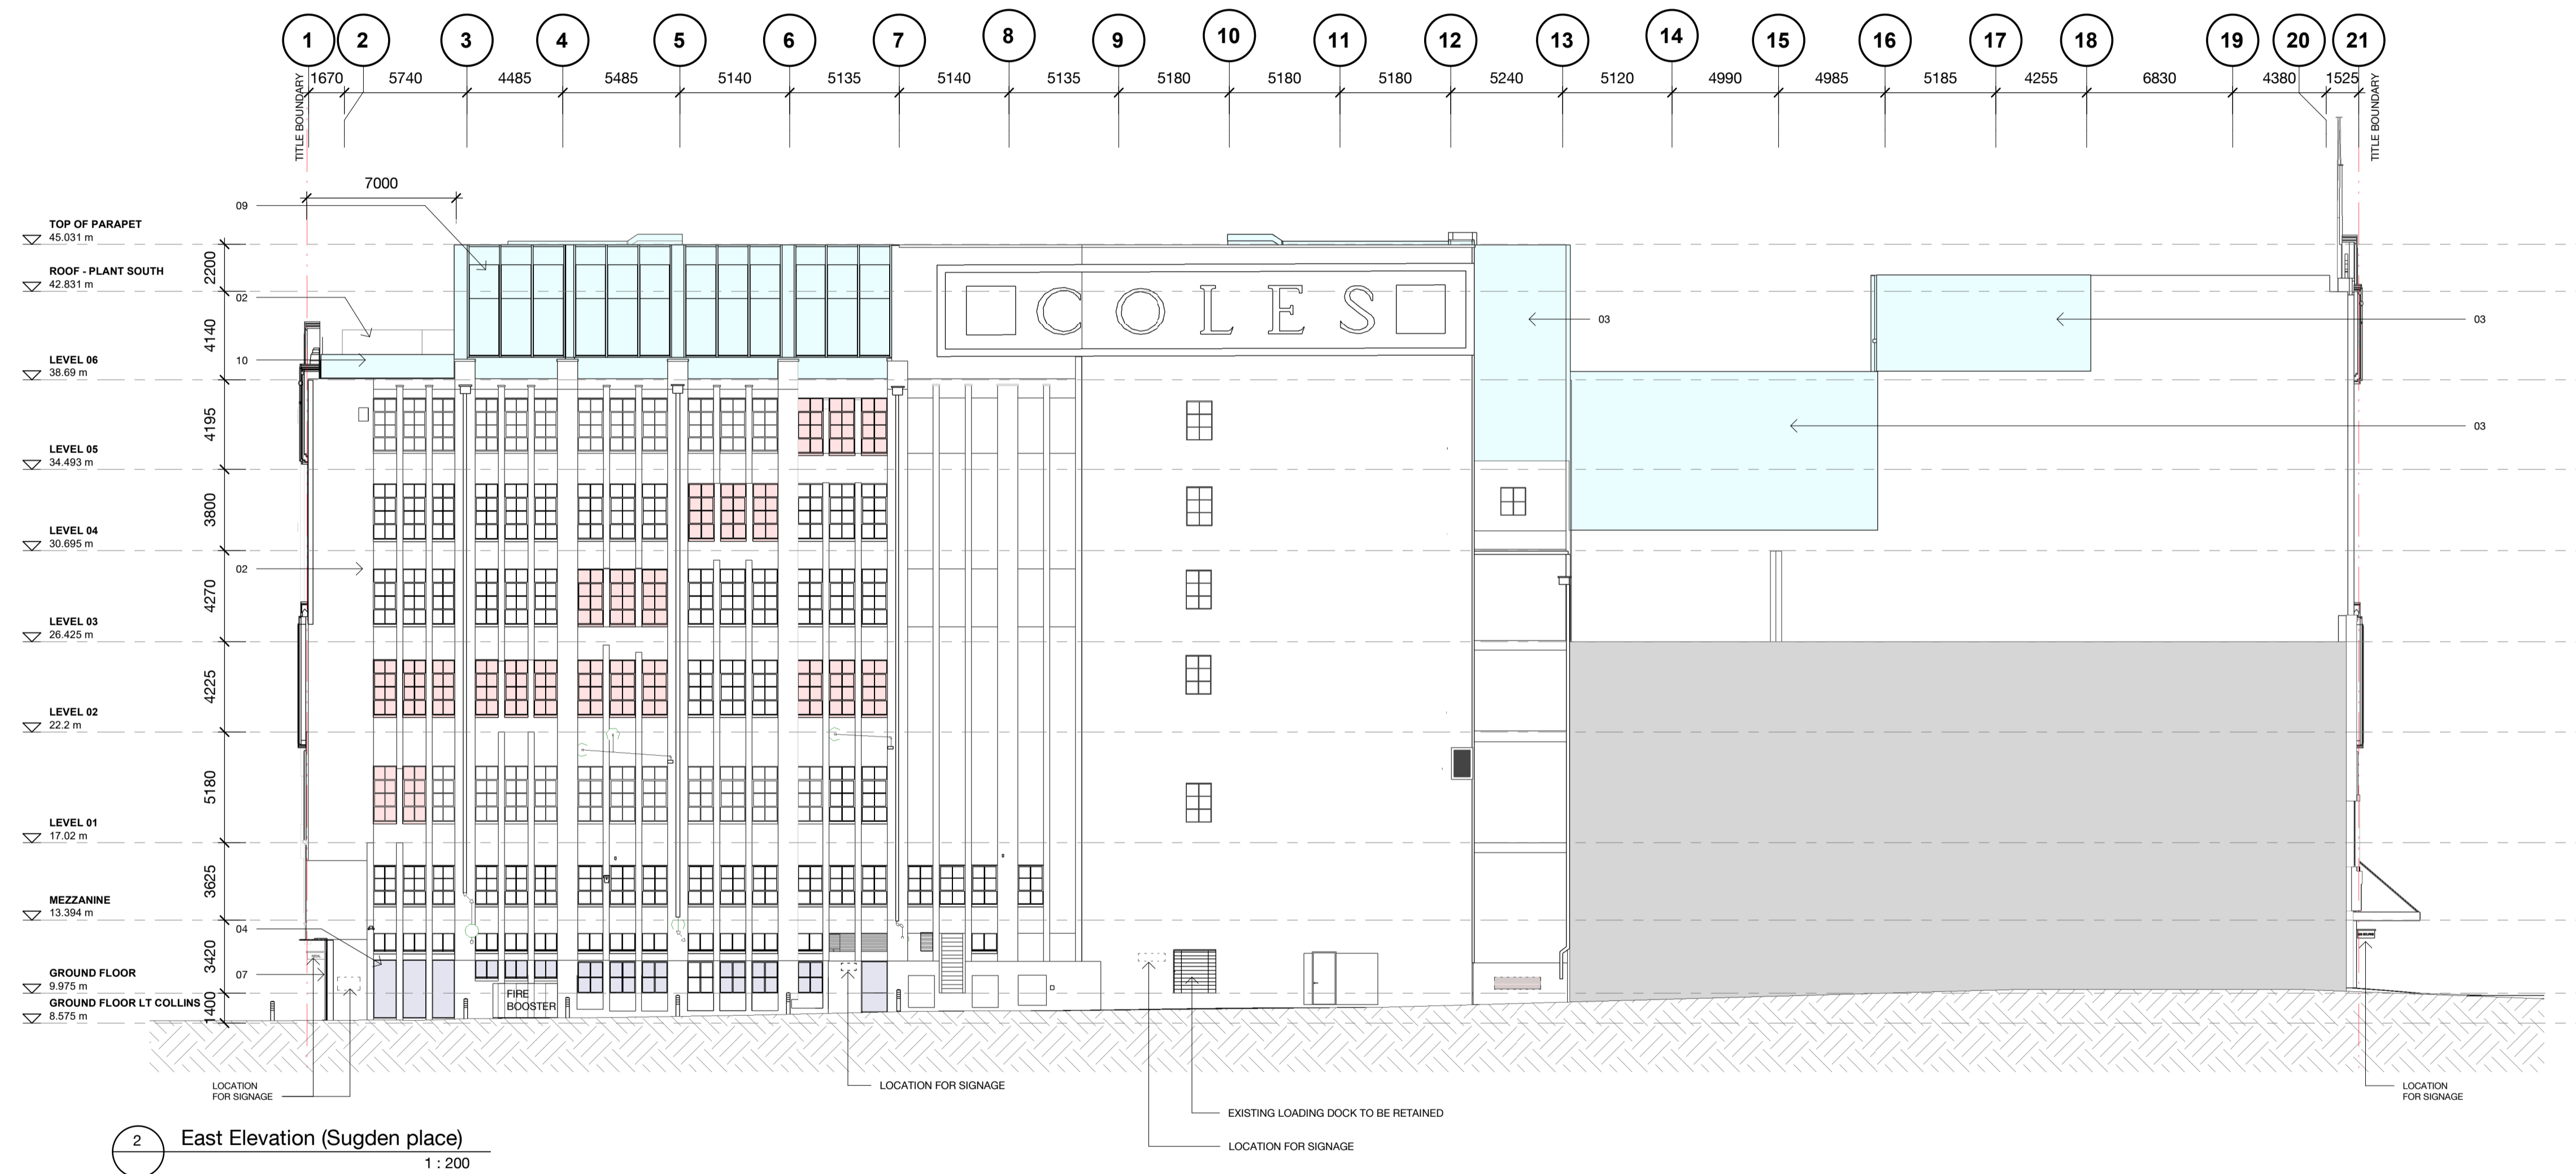 1 2 3 4 5 6 7 8 9 10 11 12 13 14 15 16 17 18 19 20 21
1670 5740 4485 5485 5140 5135 5140 5135 5180 5180 5180 5240 5120 4990 4985 5185 4255 6830 4380 1525
TITLE BOUNDARY
TITLE BOUNDARY
7000
09
TOP OF PARAPET
45.031 m
2200
ROOF - PLANT SOUTH
42.831 m
02
COLES
03
03
4140
LEVEL 06
38.69 m
10
4195
03
LEVEL 05
34.493 m
3800
LEVEL 04
30.695 m
02
4270
LEVEL 03
26.425 m
4225
LEVEL 02
22.2 m
5180
LEVEL 01
17.02 m
3625
MEZZANINE
13.394 m
04
3420
GROUND FLOOR
9.975 m
07
GROUND FLOOR LT COLLINS
8.575 m
1400
FIRE
BOOSTER
LOCATION
FOR SIGNAGE
LOCATION FOR SIGNAGE
EXISTING LOADING DOCK TO BE RETAINED
LOCATION FOR SIGNAGE
LOCATION
FOR SIGNAGE
2 East Elevation (Sugden place)
1 : 200